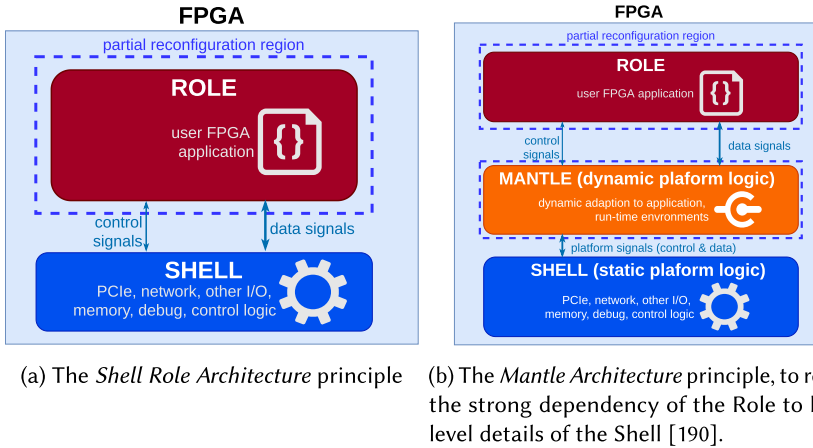 FPGA
partial reconfiguration region
ROLE
user FPGA
application
{}
control
signals
data signals
SHELL
PCIe, network, other I/O,
memory, debug, control logic
(a) The Shell Role Architecture principle
FPGA
partial reconfiguration region
ROLE
user FPGA application
{}
control
signals
data signals
MANTLE (dynamic plaform logic)
dynamic adaption to application,
run-time envronments
platform signals (control & data)
SHELL (static plaform logic)
PCIe, network, other I/O,
memory, debug, control logic
(b) The Mantle Architecture principle, to
the strong dependency of the Role to
level details of the Shell [190].